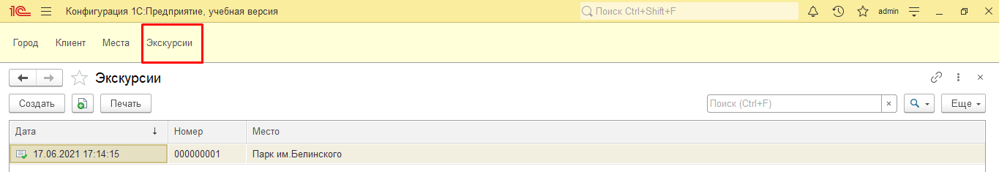 1С Конфигурация 1С:Предприятие, учебная версия Поиск Ctrl+Shift+F admin
Город Клиент Места Экскурсии
Экскурсии
Создать Печать Поиск (Ctrl+F) × Еще
Дата ↓ Номер Место
17.06.2021 17:14:15 000000001 Парк им.Белинского